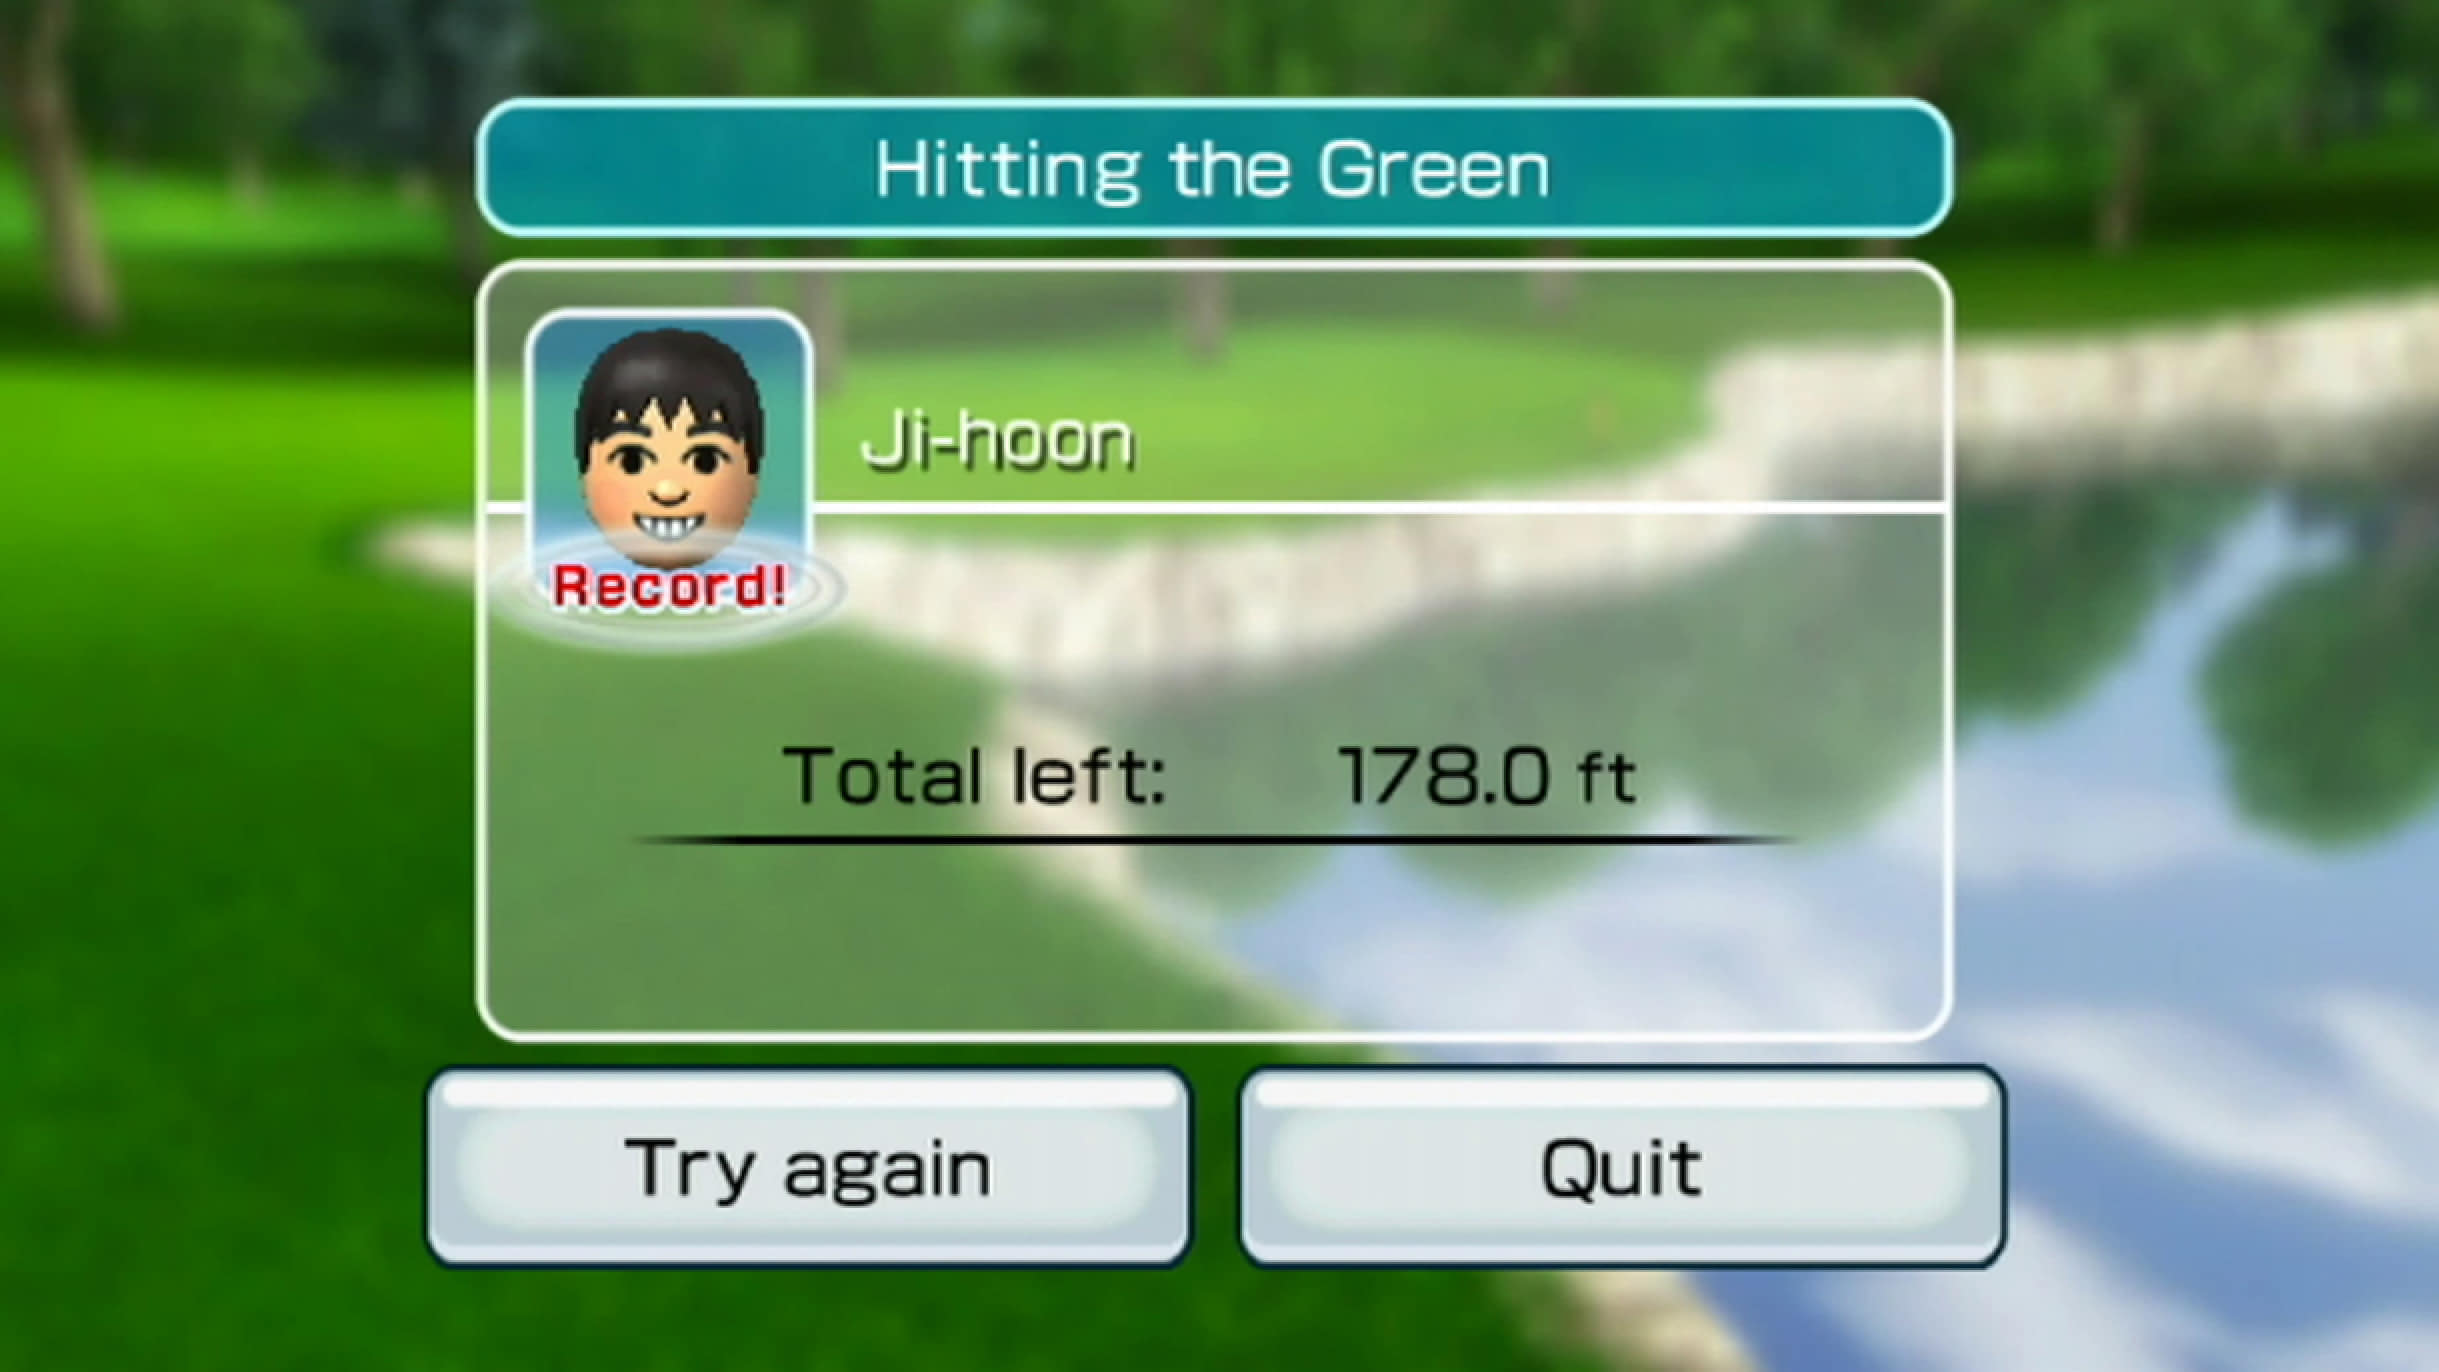 Hitting the Green
Ji-hoon
Record!
Total left: 178.0 ft
Try again
Quit